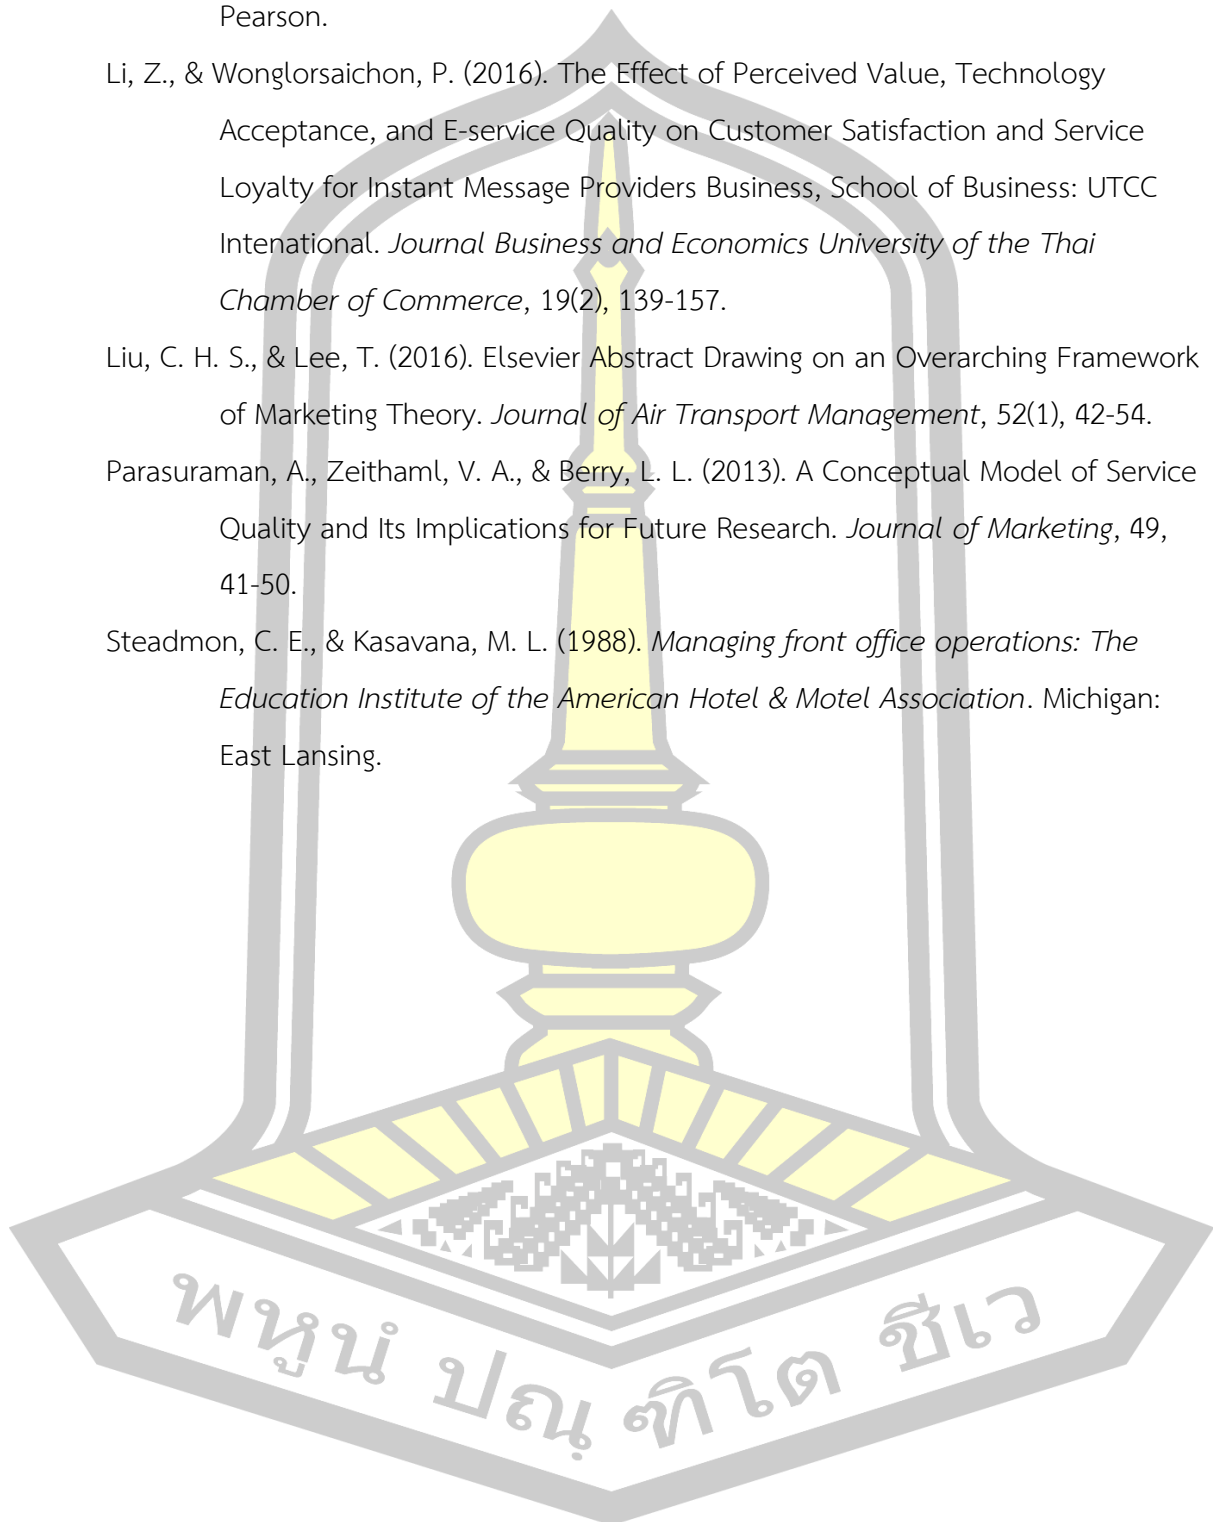 Pearson.
Li, Z., & Wonglorsaichon, P. (2016). The Effect of Perceived Value, Technology
Acceptance, and E-service Quality on Customer Satisfaction and Service
Loyalty for Instant Message Providers Business, School of Business: UTCC
Intenational. Journal Business and Economics University of the Thai
Chamber of Commerce, 19(2), 139-157.
Liu, C. H. S., & Lee, T. (2016). Elsevier Abstract Drawing on an Overarching Framework
of Marketing Theory. Journal of Air Transport Management, 52(1), 42-54.
Parasuraman, A., Zeithaml, V. A., & Berry, L. L. (2013). A Conceptual Model of Service
Quality and Its Implications for Future Research. Journal of Marketing, 49,
41-50.
Steadmon, C. E., & Kasavana, M. L. (1988). Managing front office operations: The
Education Institute of the American Hotel & Motel Association. Michigan:
East Lansing.
พหูนํ ปณฺ ฑิโต ชีเว